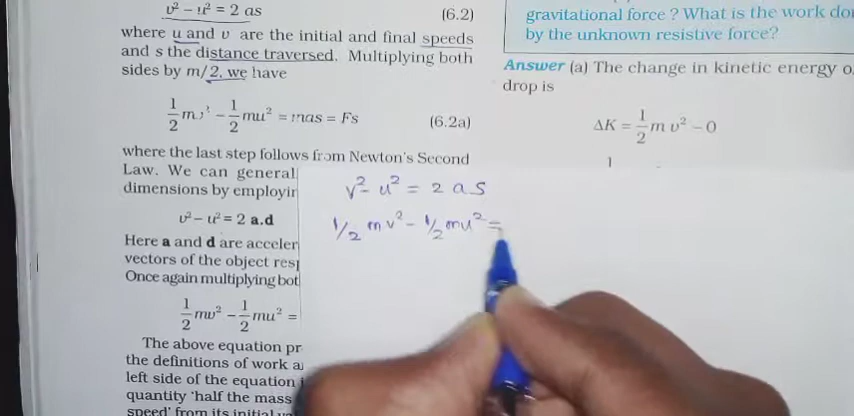 v² – u² = 2 as (6.2)
where u and v are the initial and final speeds
and s the distance traversed. Multiplying both
sides by m/2, we have
1/2 mv² – 1/2 mu² = mas = Fs (6.2a)
where the last step follows from Newton's Second
Law. We can general
dimensions by employin
v² – u² = 2 a.d
Here a and d are acceler
vectors of the object res
Once again multiplying bot
1/2 mv² – 1/2 mu² =
The above equation pr
the definitions of work a
left side of the equation
quantity 'half the mass
speed' from its initial
gravitational force ? What is the work do
by the unknown resistive force?
Answer (a) The change in kinetic energy o
drop is
ΔK = 1/2 m v² – 0
1
v² - u² = 2 a s
1/2 mv² - 1/2 mu² =